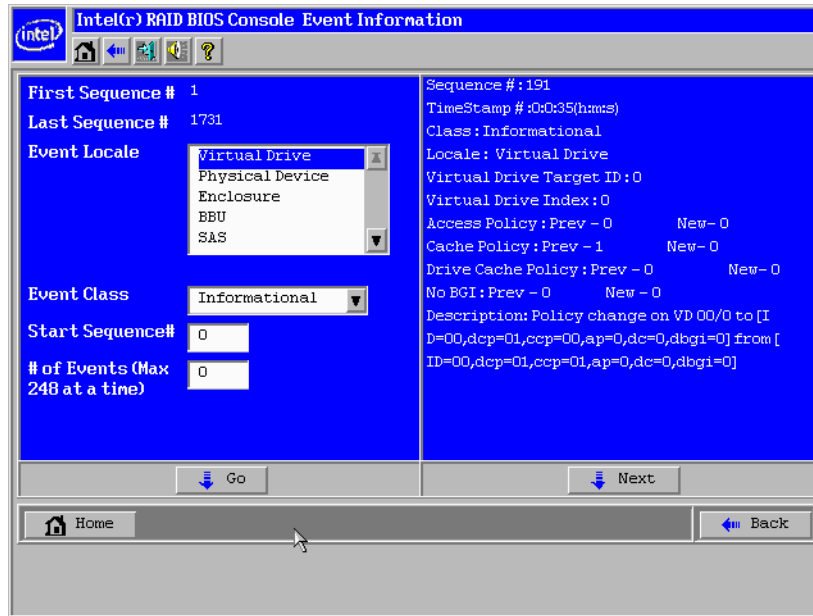 intel
Intel(r) RAID BIOS Console Event Information
First Sequence # 1
Last Sequence # 1731
Event Locale
Virtual Drive
Physical Device
Enclosure
BBU
SAS
Event Class
Informational
Start Sequence#
0
# of Events (Max
248 at a time)
0
Go
Sequence #:191
TimeStamp #:0:0:35(h:m:s)
Class: Informational
Locale: Virtual Drive
Virtual Drive Target ID: 0
Virtual Drive Index: 0
Access Policy: Prev - 0 New- 0
Cache Policy: Prev - 1 New- 0
Drive Cache Policy: Prev - 0 New- 0
No BGI: Prev - 0 New - 0
Description: Policy change on VD 00/0 to [I
D=00,dcp=01,ccp=00,ap=0,dc=0,dbgi=0] from [
ID=00,dcp=01,ccp=01,ap=0,dc=0,dbgi=0]
Next
Home
Back